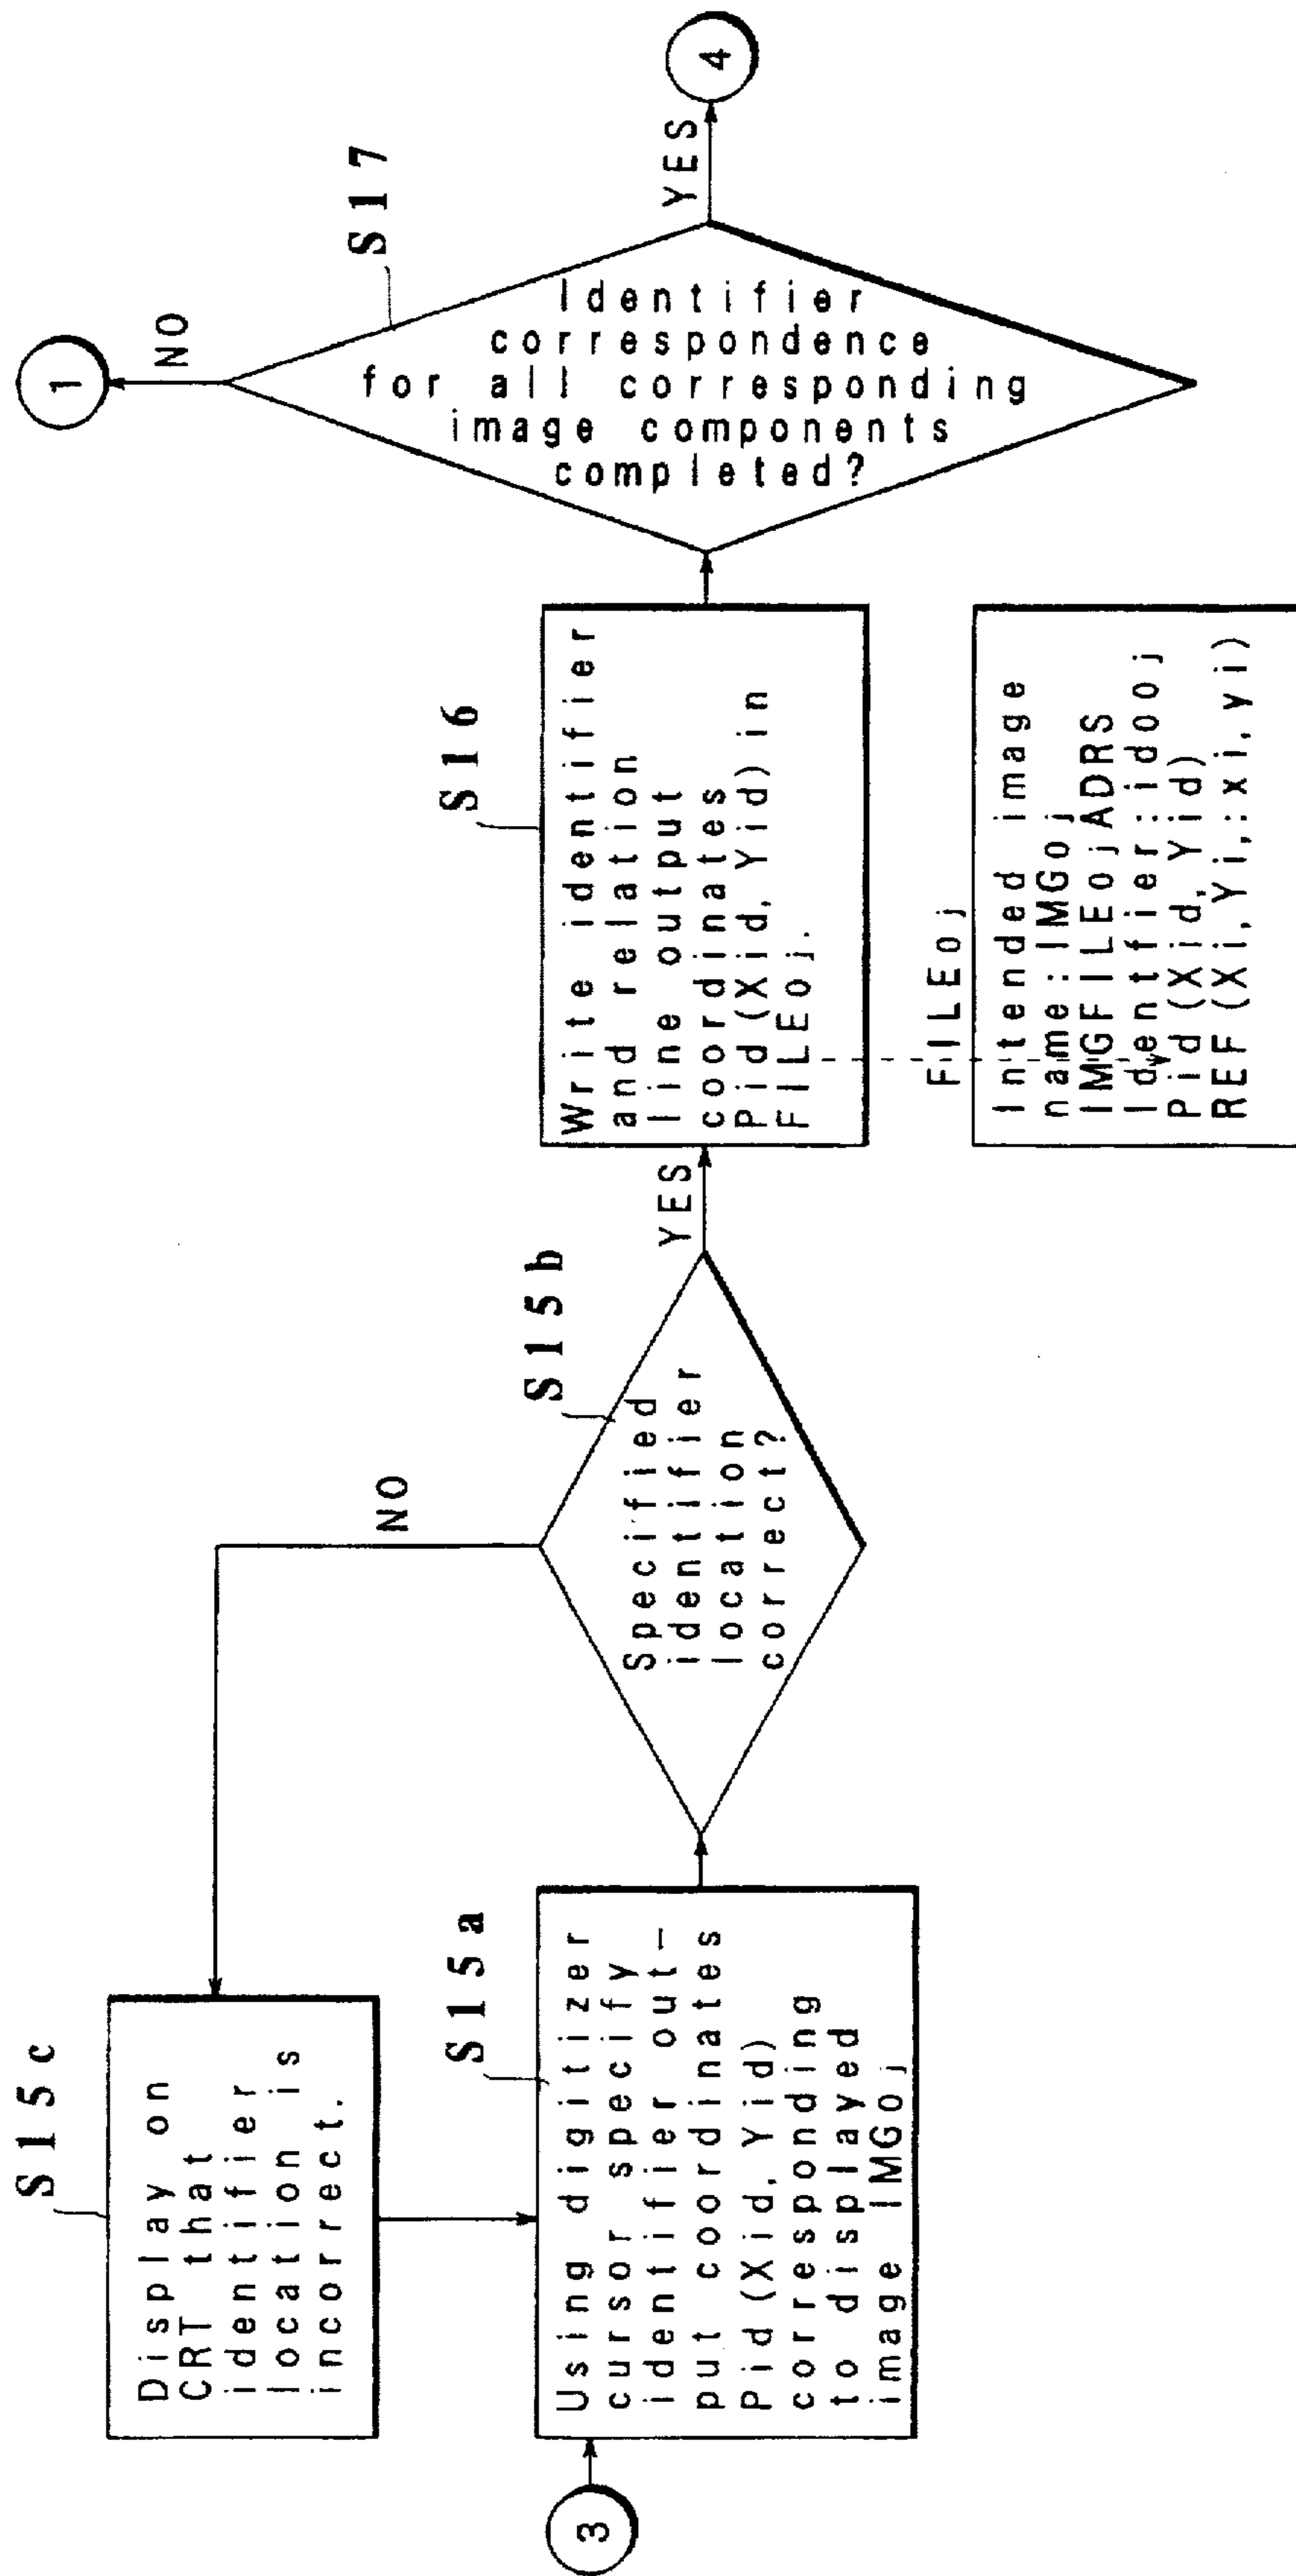 S15c
Display on
CRT that
identifier
location is
incorrect.
3
S15a
Using digitizer
cursor specify
identifier out-
put coordinates
Pid(Xid,Yid)
corresponding
to displayed
image IMGoj
S15b
Specified
identifier
location
correct?
NO
YES
S16
Write identifier
and relation
line output
coordinates
Pid(Xid,Yid)in
FILEoj.
FILEoj
Intended image
name:IMGoj
IMGFILEojADRS
Identifier:idooj
Pid(Xid,Yid)
REF(Xi,Yi,:xi,yi)
S17
Identifier
correspondence
for all corresponding
image components
completed?
NO
1
YES
4